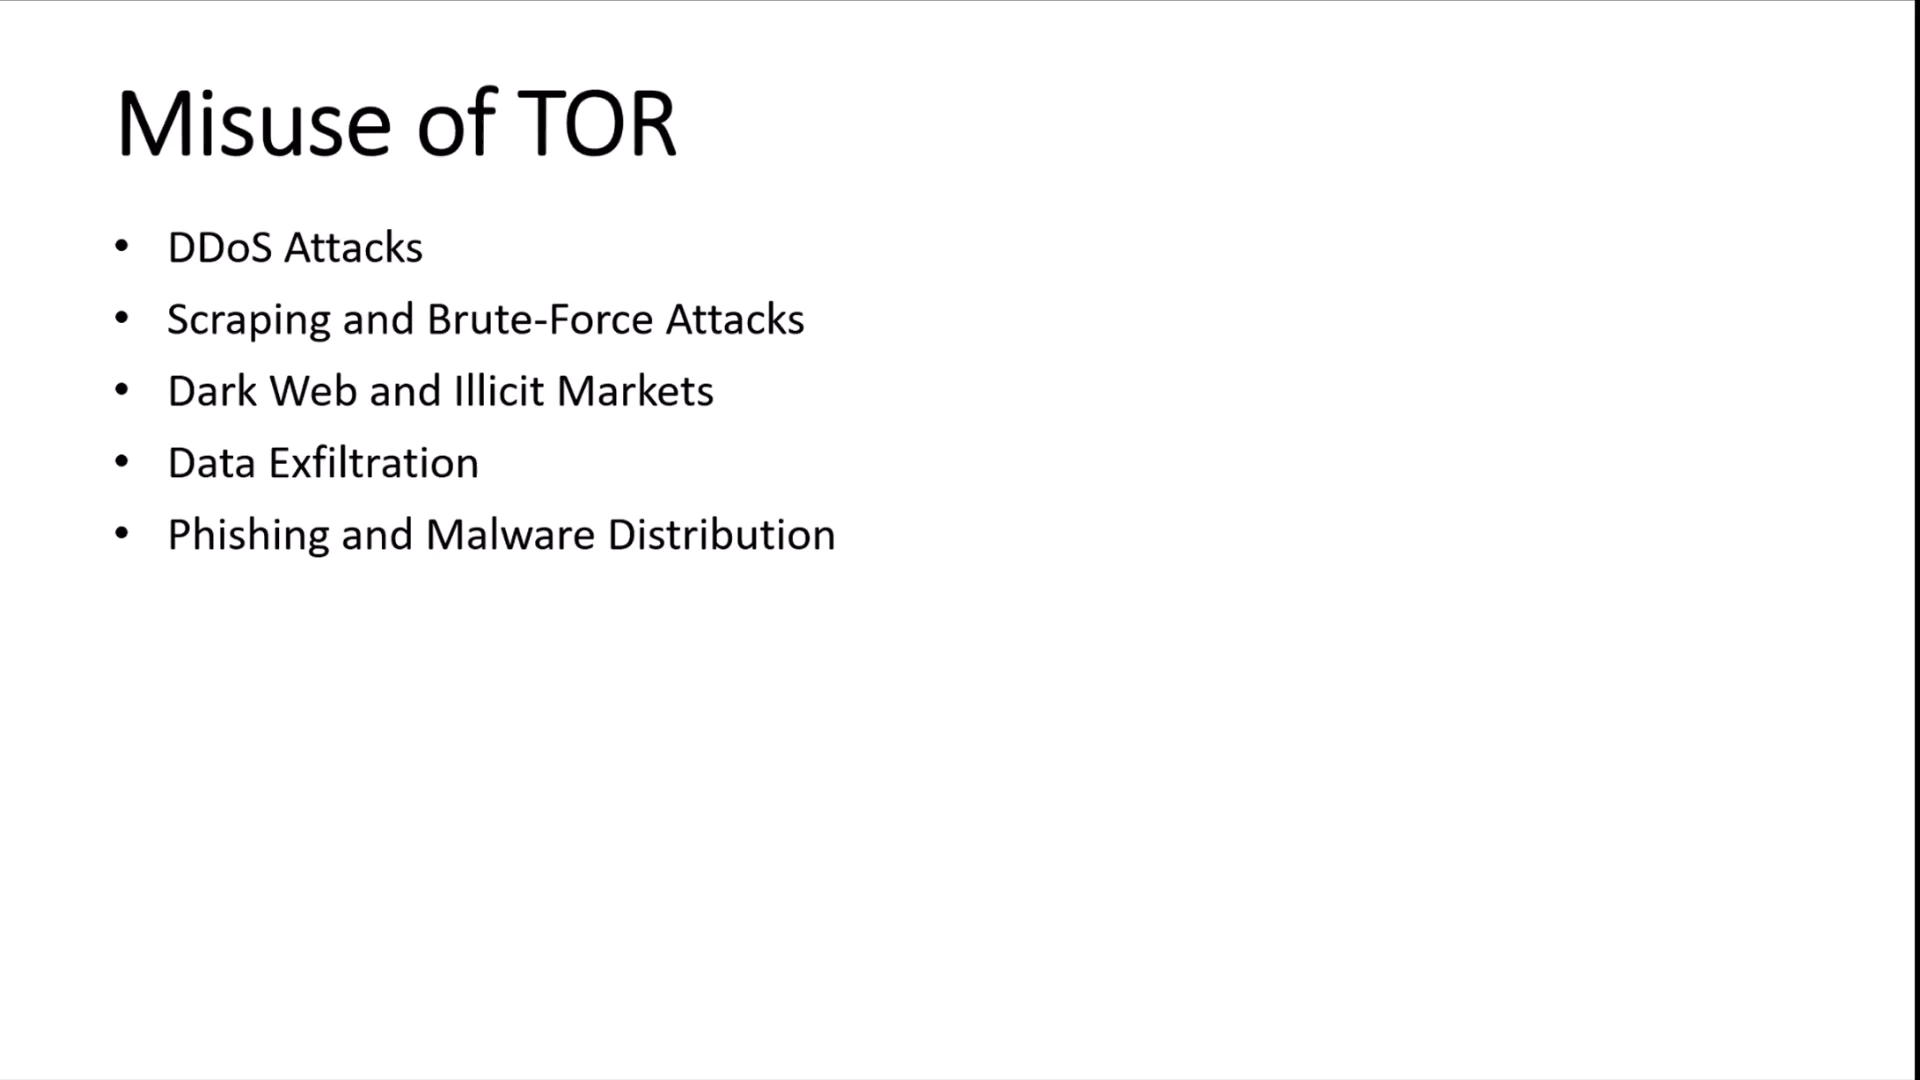 Misuse of TOR
• DDoS Attacks
• Scraping and Brute-Force Attacks
• Dark Web and Illicit Markets
• Data Exfiltration
• Phishing and Malware Distribution